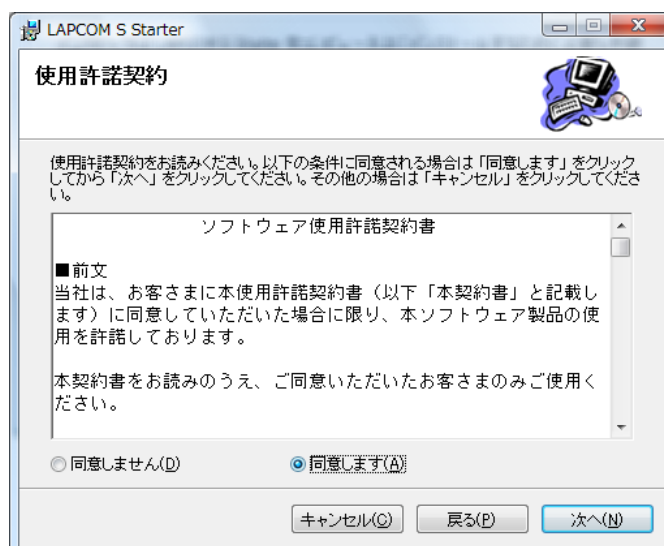 LAPCOM S Starter
使用許諾契約
使用許諾契約をお読みください。以下の条件に同意される場合は「同意します」をクリック
してから「次へ」をクリックしてください。その他の場合は「キャンセル」をクリックしてくださ
い。
ソフトウェア使用許諾契約書
■前文
当社は、お客さまに本使用許諾契約書（以下「本契約書」と記載し
ます）に同意していただいた場合に限り、本ソフトウェア製品の使
用を許諾しております。
本契約書をお読みのうえ、ご同意いただいたお客さまのみご使用く
ださい。
同意しません(D) 同意します(A)
キャンセル(C) 戻る(P) 次へ(N)